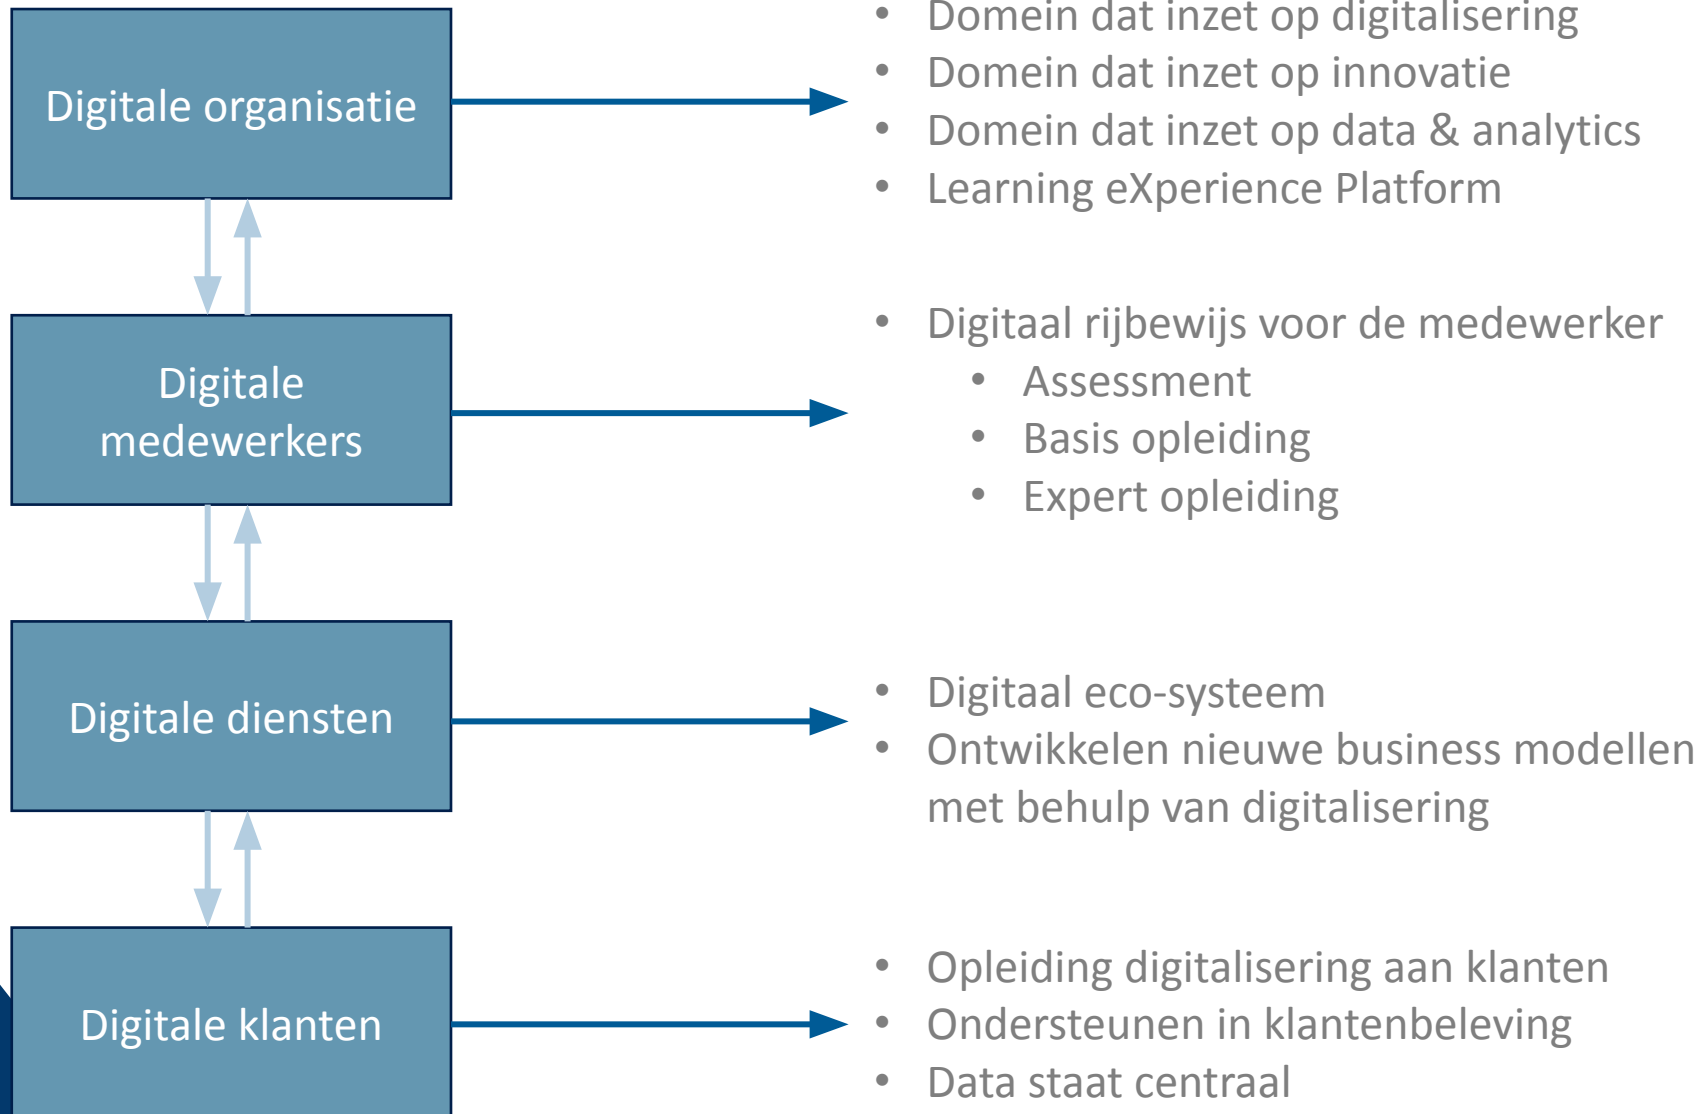 Digitale organisatie
• Domein dat inzet op digitalisering
• Domein dat inzet op innovatie
• Domein dat inzet op data & analytics
• Learning eXperience Platform
Digitale
medewerkers
• Digitaal rijbewijs voor de medewerker
• Assessment
• Basis opleiding
• Expert opleiding
Digitale diensten
• Digitaal eco-systeem
• Ontwikkelen nieuwe business modellen
met behulp van digitalisering
Digitale klanten
• Opleiding digitalisering aan klanten
• Ondersteunen in klantenbeleving
• Data staat centraal